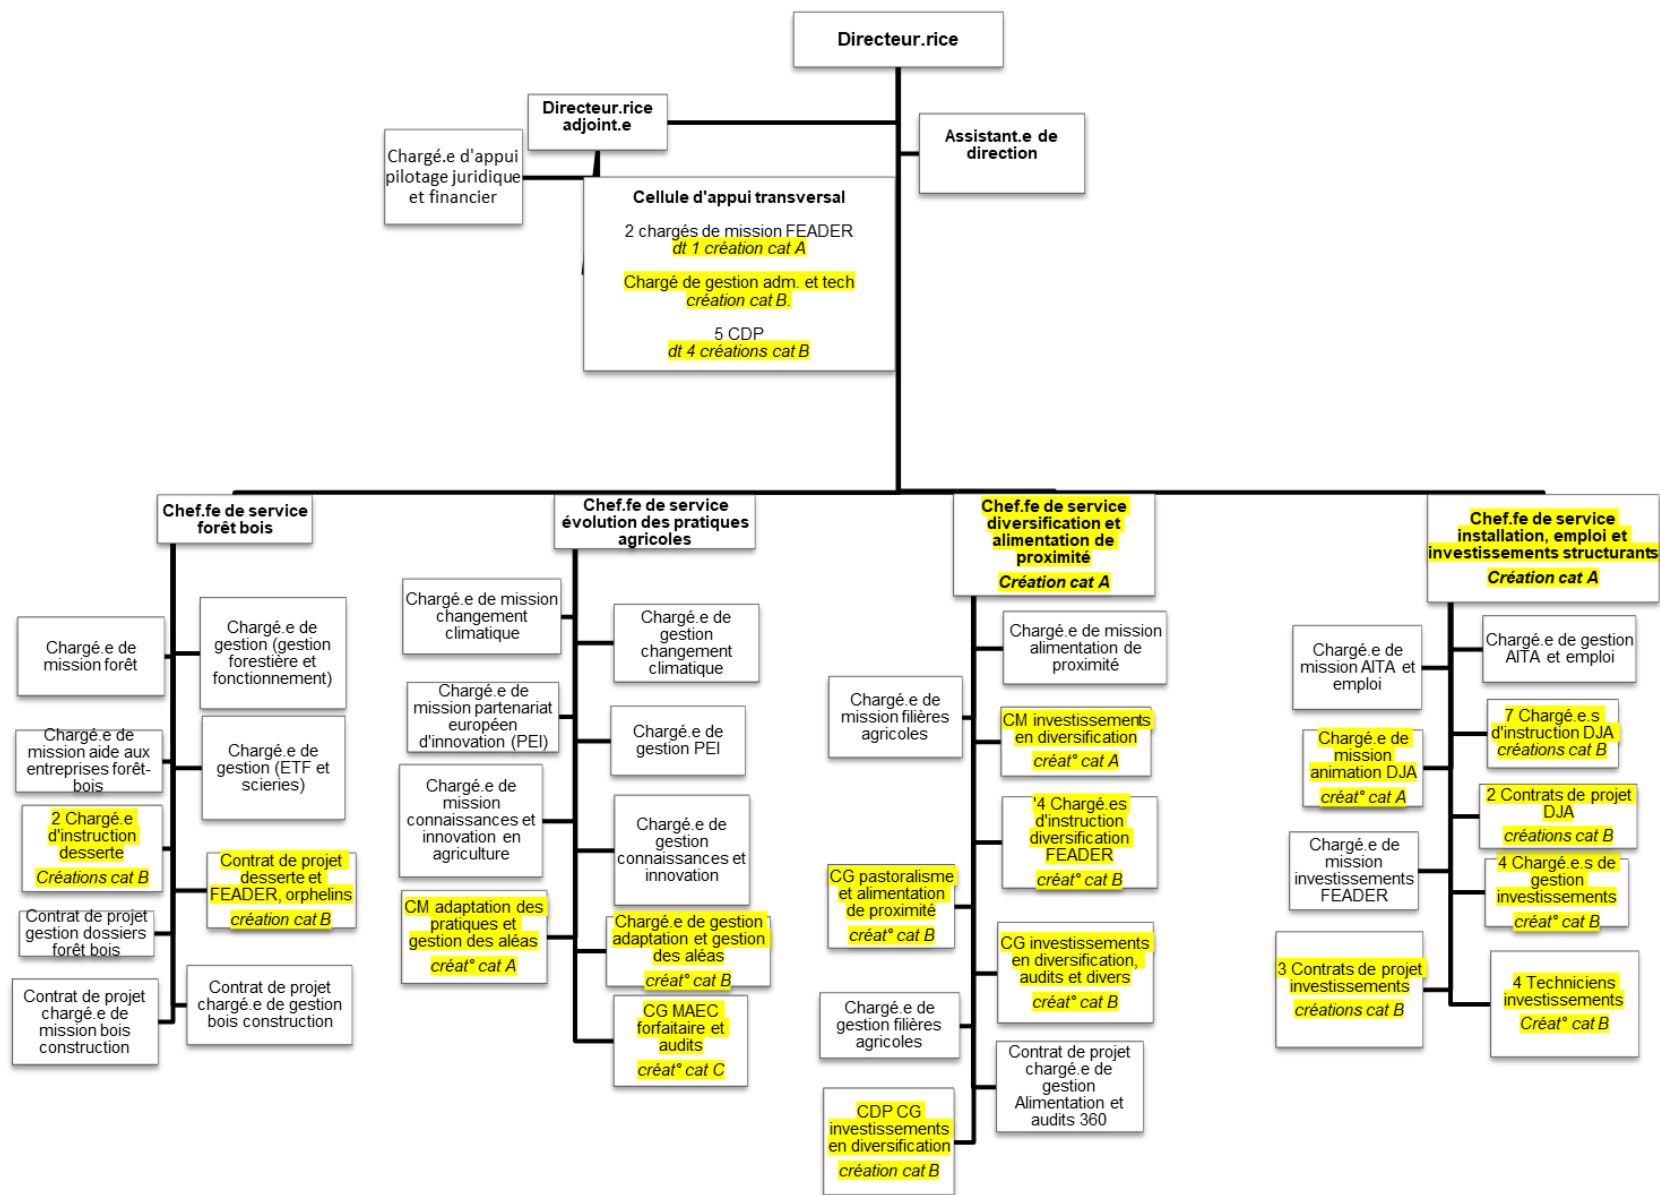 Directeur.rice
Directeur.rice
adjoint.e
Assistant.e de
direction
Chargé.e d'appui
pilotage juridique
et financier
Cellule d'appui transversal
2 chargés de mission FEADER
dt 1 création cat A
Chargé de gestion adm. et tech
création cat B.
5 CDP
dt 4 créations cat B
Chef.fe de service
forêt bois
Chargé.e de
mission forêt
Chargé.e de
gestion (gestion
forestière et
fonctionnement)
Chargé.e de
mission aide aux
entreprises forêt-
bois
Chargé.e de
gestion (ETF et
scieries)
2 Chargé.e
d'instruction
desserte
Créations cat B
Contrat de projet
desserte et
FEADER, orphelins
création cat B
Contrat de projet
gestion dossiers
forêt bois
Contrat de projet
chargé.e de
mission bois
construction
Contrat de projet
chargé.e de gestion
bois construction
Chef.fe de service
évolution des pratiques
agricoles
Chargé.e de mission
changement
climatique
Chargé.e de
gestion
changement
climatique
Chargé.e de
mission partenariat
européen
d'innovation (PEI)
Chargé.e de
gestion PEI
Chargé.e de
mission
connaissances et
innovation en
agriculture
Chargé.e de
gestion
connaissances et
innovation
CM adaptation des
pratiques et
gestion des aléas
créat° cat A
Chargé.e de gestion
adaptation et gestion
des aléas
créat° cat B
CG MAEC
forfaitaire et
audits
créat° cat C
Chef.fe de service
diversification et
alimentation de
proximité
Création cat A
Chargé.e de mission
alimentation de
proximité
Chargé.e de
mission filières
agricoles
CM investissements
en diversification
créat° cat A
'4 Chargé.es
d'instruction
diversification
FEADER
créat° cat B
CG pastoralisme
et alimentation
de proximité
créat° cat B
CG investissements
en diversification,
audits et divers
créat° cat B
Chargé.e de
gestion filières
agricoles
Contrat de projet
chargé.e de
gestion
Alimentation et
audits 360
CDP CG
investissements
en diversification
création cat B
Chef.fe de service
installation, emploi et
investissements structurants
Création cat A
Chargé.e de
mission AITA et
emploi
Chargé.e de gestion
AITA et emploi
7 Chargé.e.s
d'instruction DJA
créations cat B
Chargé.e de
mission
animation DJA
créat° cat A
2 Contrats de projet
DJA
créations cat B
Chargé.e de
mission
investissements
FEADER
4 Chargé.e.s de
gestion
investissements
créat° cat B
3 Contrats de projet
investissements
créations cat B
4 Techniciens
investissements
Créat° cat B